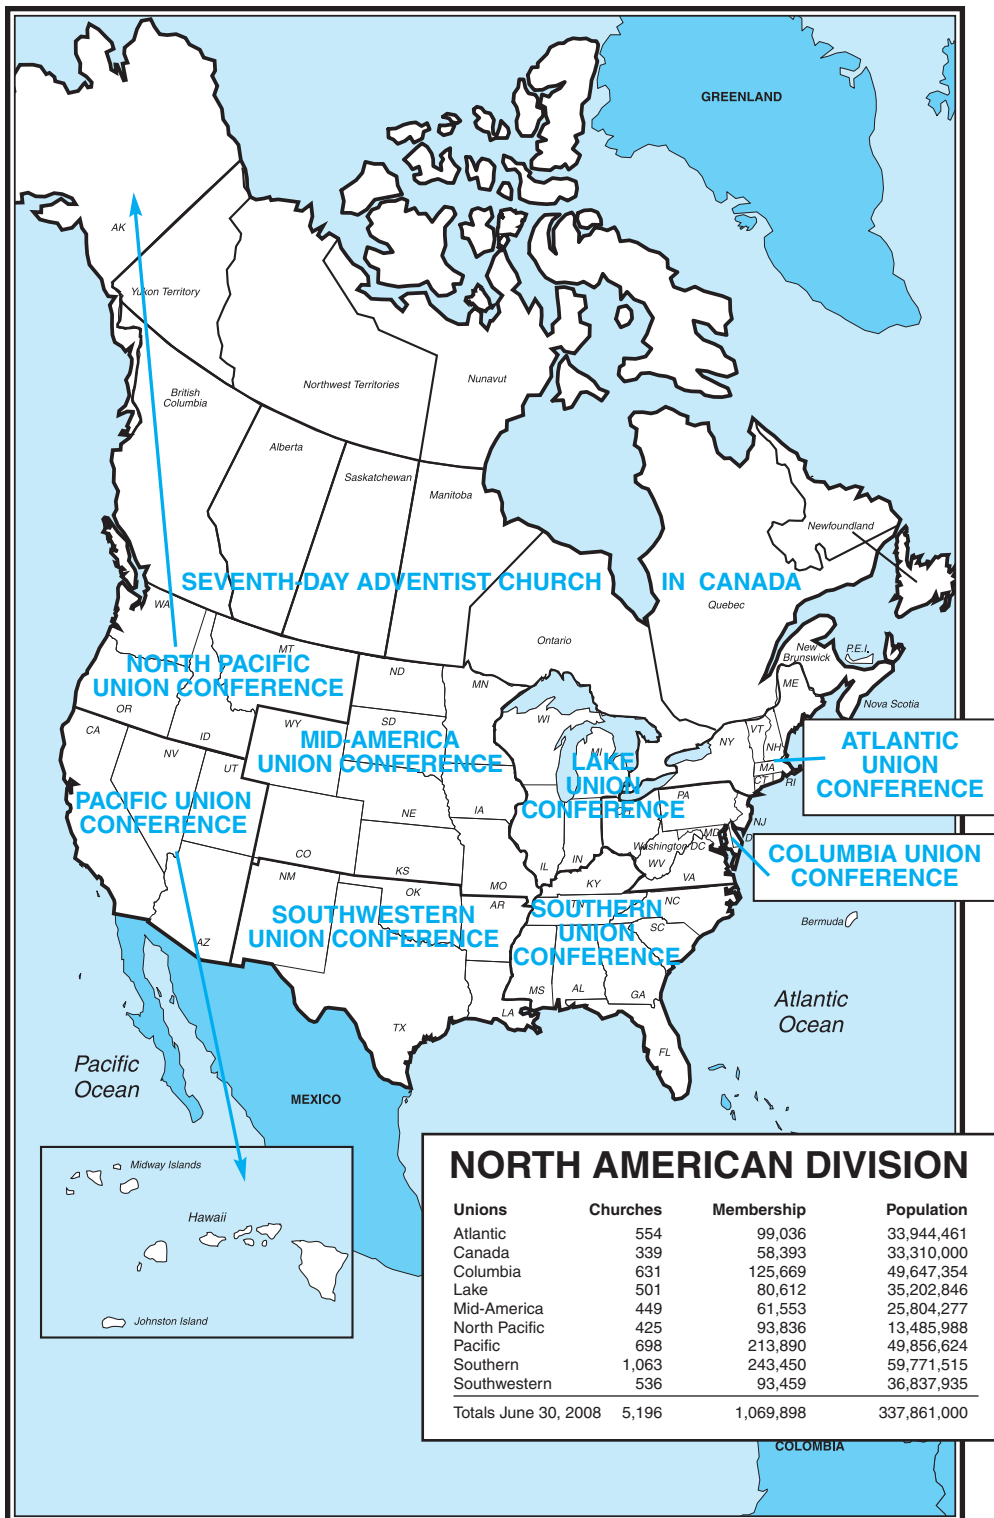 GREENLAND
AK
Yukon Territory
British
Columbia
Northwest Territories
Nunavut
Alberta
Saskatchewan
Manitoba
Newfoundland
SEVENTH-DAY ADVENTIST CHURCH IN CANADA
Quebec
Ontario
New
Brunswick
P.E.I.
Nova Scotia
WA
MT
ND
MN
ME
NORTH PACIFIC
UNION CONFERENCE
OR
ID
WY
SD
WI
MI
NY
VT
NH
MA
CT
RI
CA
NV
UT
MID-AMERICA
UNION CONFERENCE
LAKE
UNION
CONFERENCE
ATLANTIC
UNION
CONFERENCE
PACIFIC UNION
CONFERENCE
NE
IA
PA
NJ
MD
D
Washington DC
CO
KS
MO
IL
IN
WV
VA
KY
COLUMBIA UNION
CONFERENCE
NM
OK
AR
TN
NC
SC
SOUTHWESTERN
UNION CONFERENCE
SOUTHERN
UNION
CONFERENCE
Bermuda
AZ
TX
LA
MS
AL
GA
FL
Atlantic
Ocean
Pacific
Ocean
MEXICO
Midway Islands
Hawaii
Johnston Island
NORTH AMERICAN DIVISION
Unions Churches Membership Population
Atlantic 554 99,036 33,944,461
Canada 339 58,393 33,310,000
Columbia 631 125,669 49,647,354
Lake 501 80,612 35,202,846
Mid-America 449 61,553 25,804,277
North Pacific 425 93,836 13,485,988
Pacific 698 213,890 49,856,624
Southern 1,063 243,450 59,771,515
Southwestern 536 93,459 36,837,935
Totals June 30, 2008 5,196 1,069,898 337,861,000
COLOMBIA